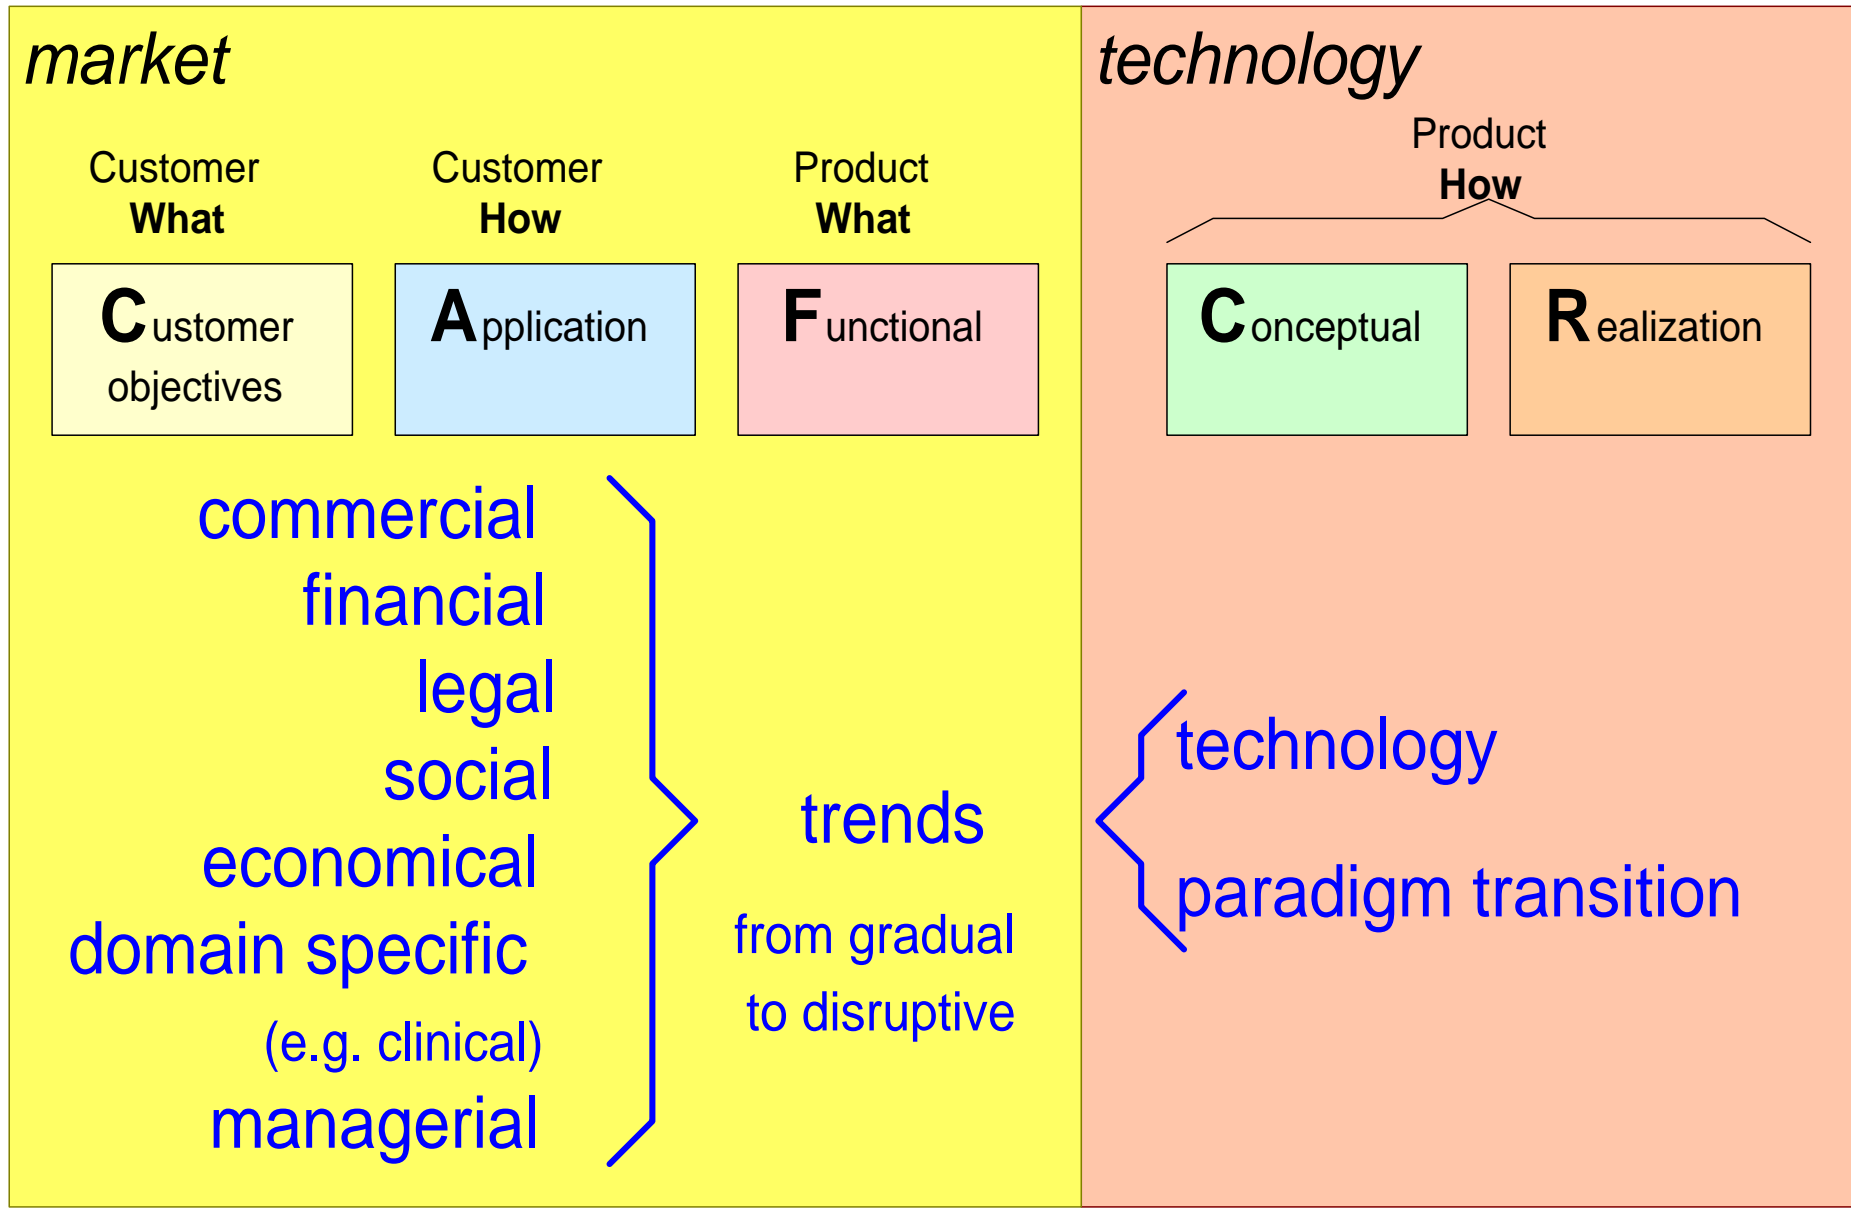 market
technology
Customer
What
Customer
How
Product
What
Product
How
Customer
objectives
Application
Functional
Conceptual
Realization
commercial
financial
legal
social
economical
domain specific
(e.g. clinical)
managerial
trends
from gradual
to disruptive
technology
paradigm transition